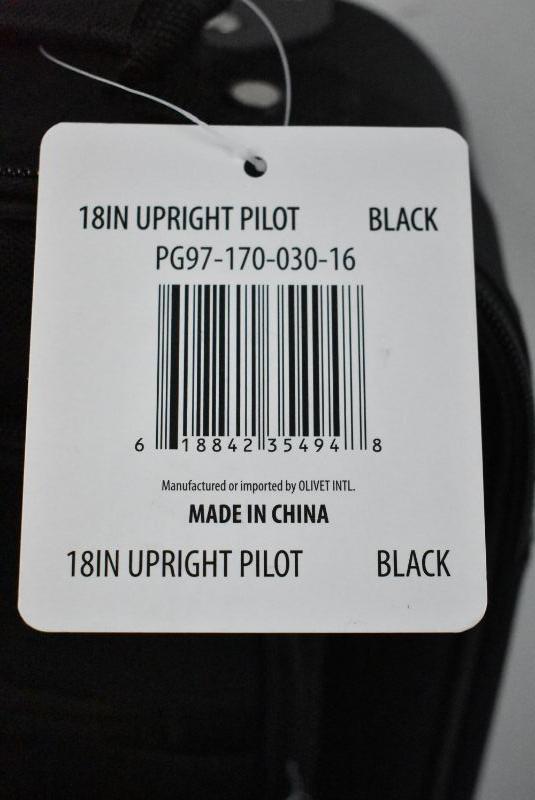 18IN UPRIGHT PILOT BLACK
PG97-170-030-16
6 18842 35494 8
Manufactured or imported by OLIVET INTL.
MADE IN CHINA
18IN UPRIGHT PILOT BLACK